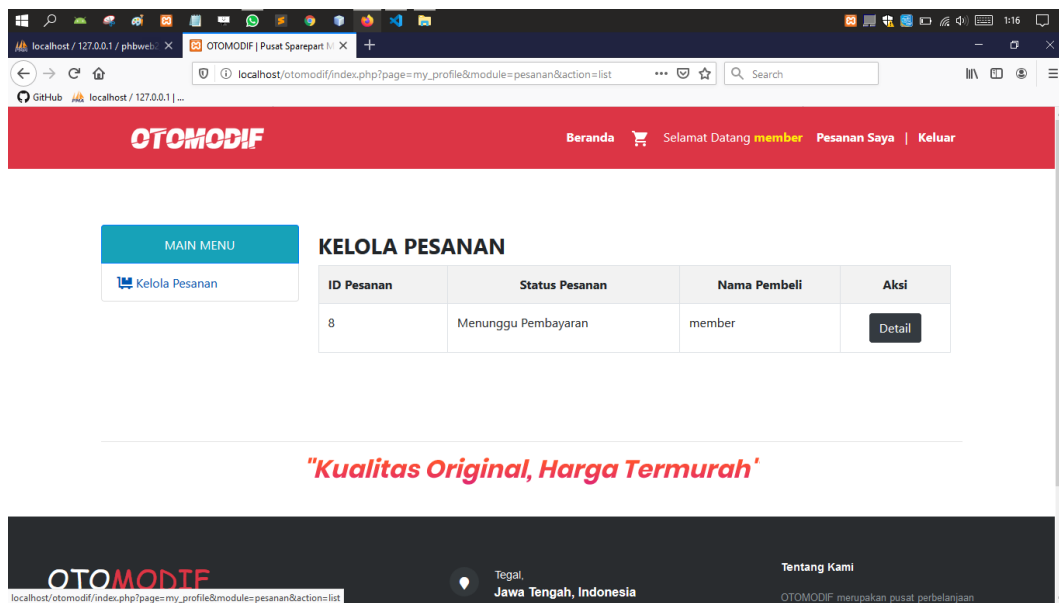 1:16
localhost / 127.0.0.1 / phbweb2
OTOMODIF | Pusat Sparepart M
localhost/otomodif/index.php?page=my_profile&module=pesanan&action=list
Search
GitHub localhost / 127.0.0.1 | ...
OTOMODIF
Beranda Selamat Datang member Pesanan Saya | Keluar
MAIN MENU
Kelola Pesanan
KELOLA PESANAN
ID Pesanan Status Pesanan Nama Pembeli Aksi
8 Menunggu Pembayaran member Detail
"Kualitas Original, Harga Termurah"
OTOMODIF
Tegal,
Jawa Tengah, Indonesia
Tentang Kami
OTOMODIF merupakan pusat perbelanjaan
localhost/otomodif/index.php?page=my_profile&module=pesanan&action=list